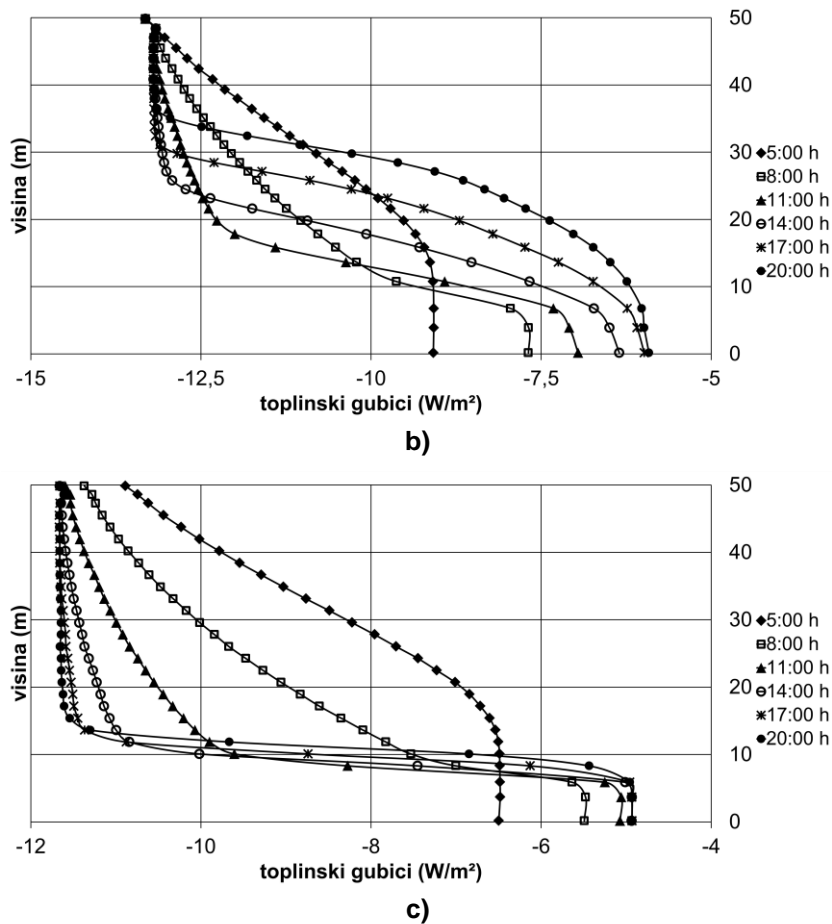 50
40
30
20
10
0
visina (m)
5:00 h
8:00 h
11:00 h
14:00 h
17:00 h
20:00 h
-15
-12,5
-10
-7,5
-5
toplinski gubici (W/m²)
b)
50
40
30
20
10
0
visina (m)
5:00 h
8:00 h
11:00 h
14:00 h
17:00 h
20:00 h
-12
-10
-8
-6
-4
toplinski gubici (W/m²)
c)